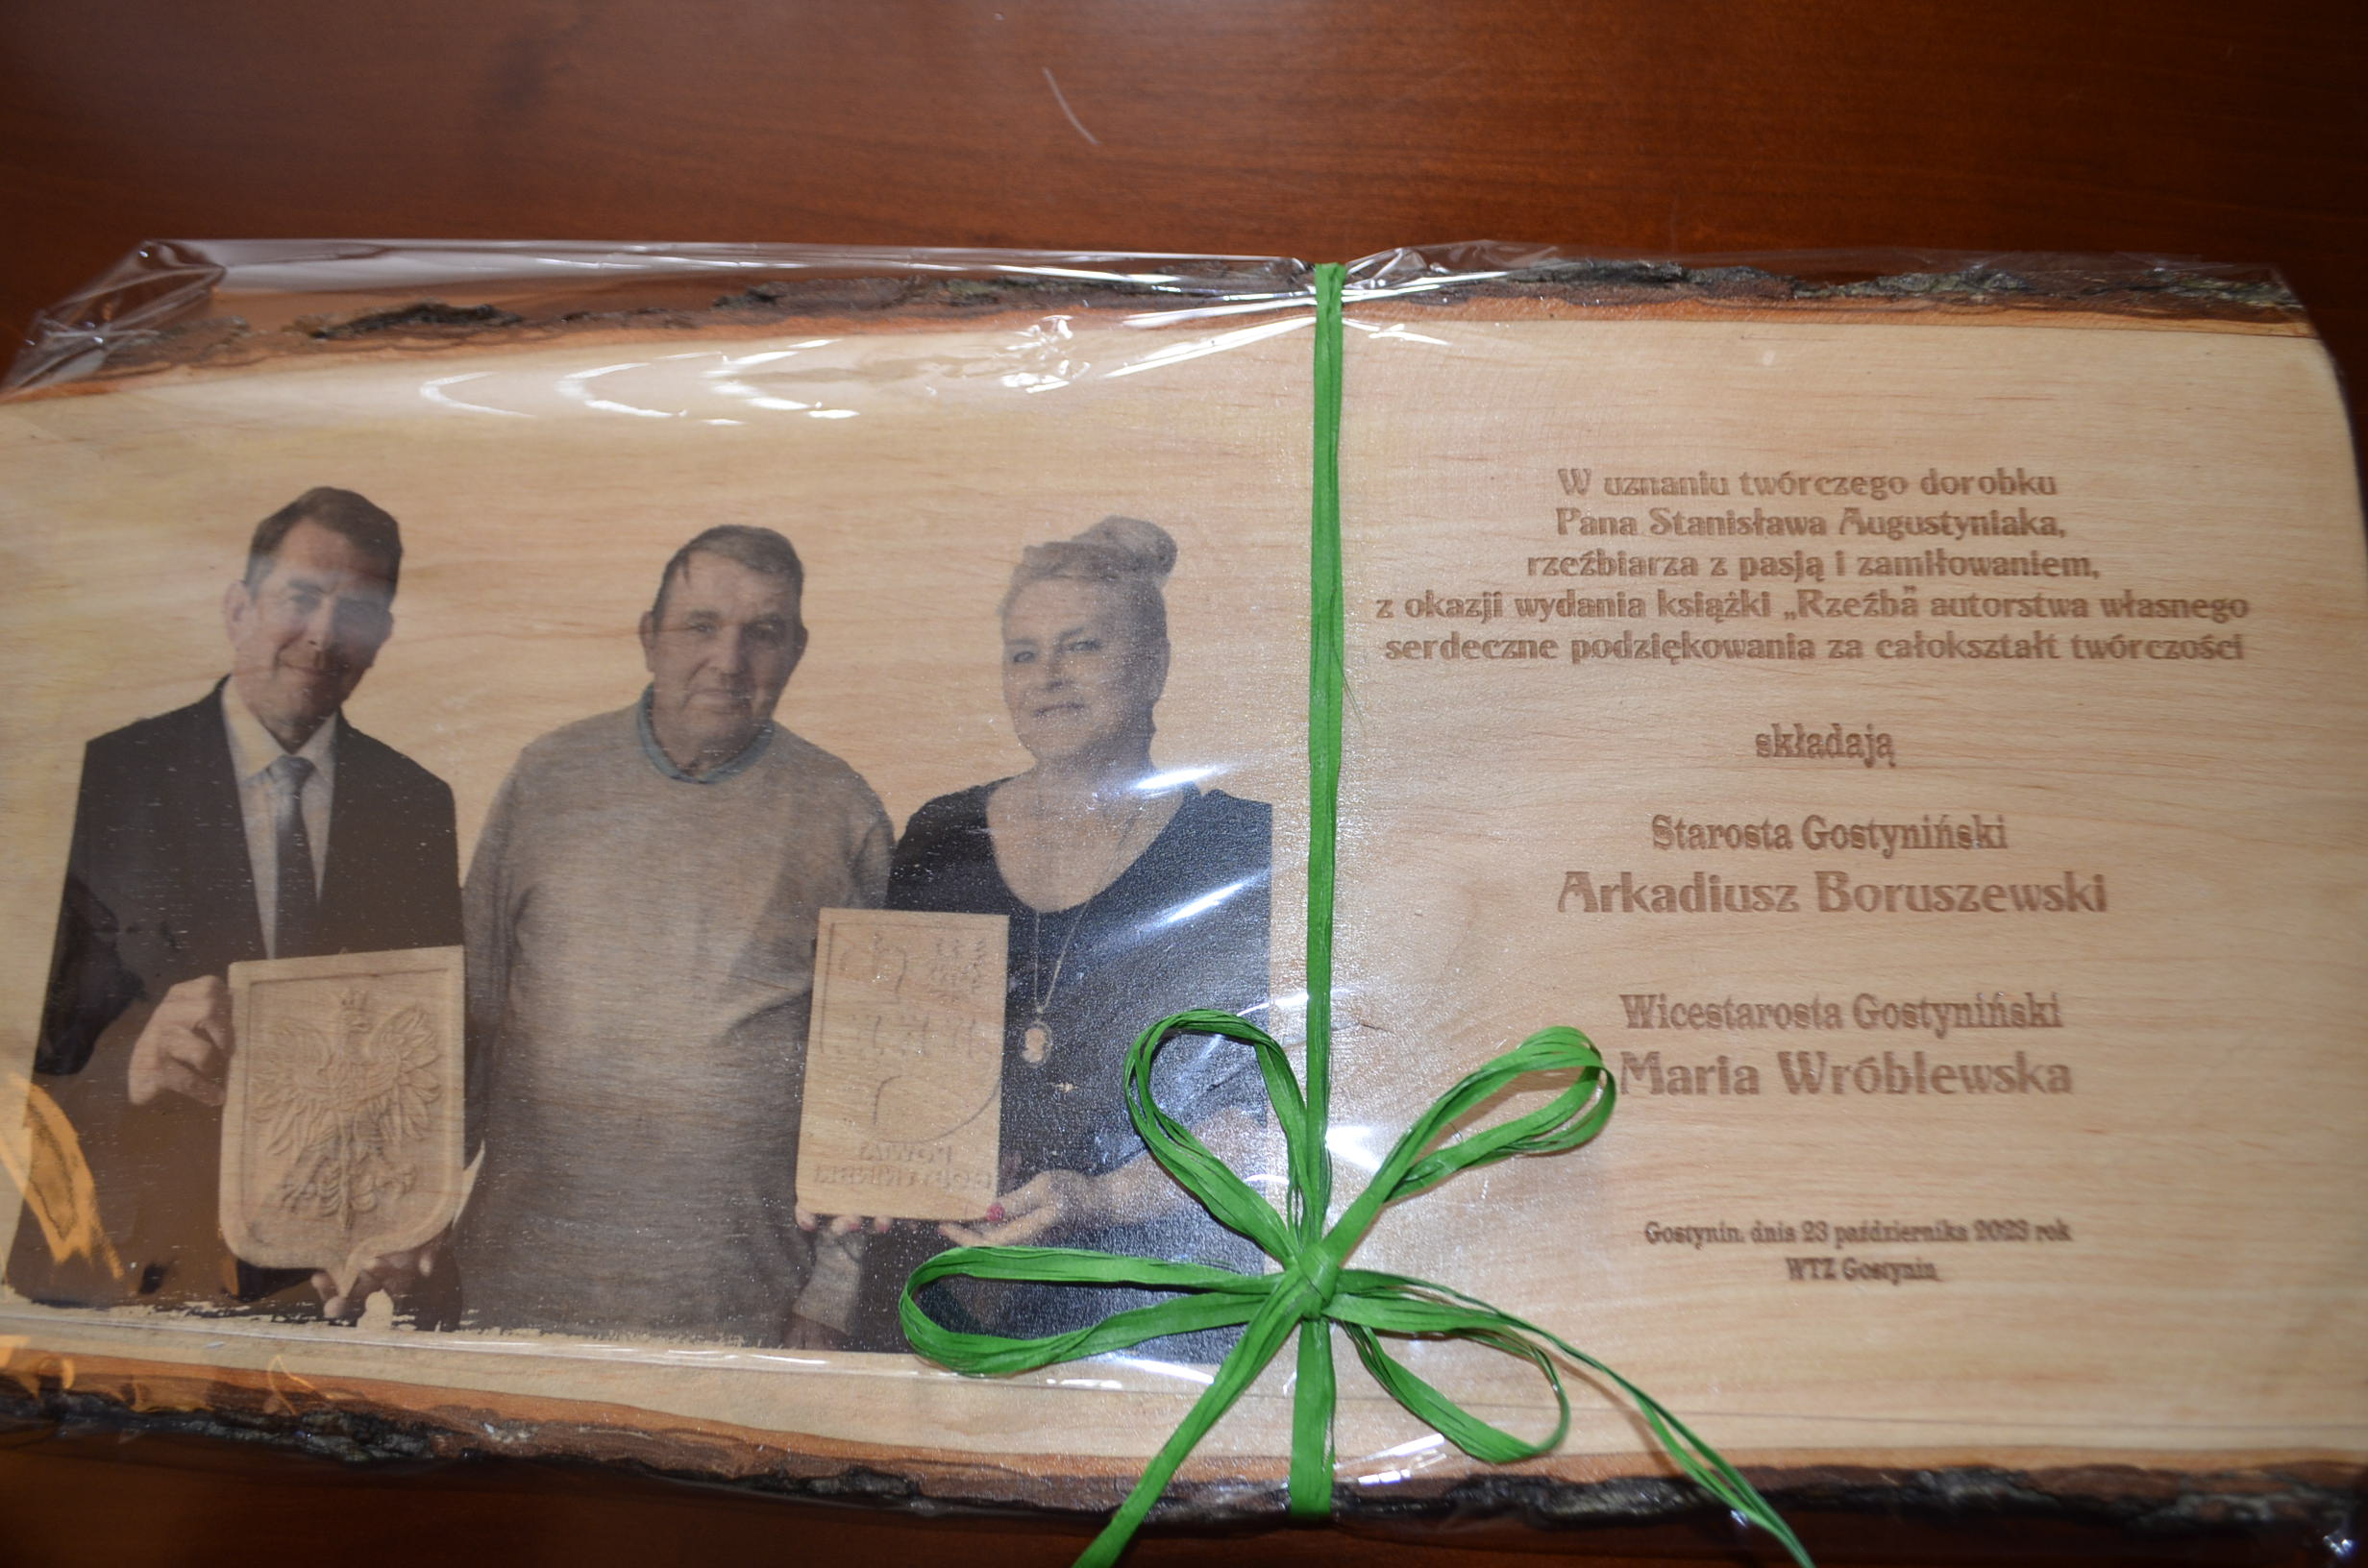 W uznaniu twórczego dorobku
Pana Stanisława Augustyniaka,
rzeźbiarza z pasją i zamiłowaniem,
z okazji wydania książki „Rzeźba" autorstwa własnego
serdeczne podziękowania za całokształt twórczości
składają
Starosta Gostyniński
Arkadiusz Boruszewski
Wicestarosta Gostyniński
Maria Wróblewska
Gostynin, dnia 23 października 2023 rok
WTZ Gostynin